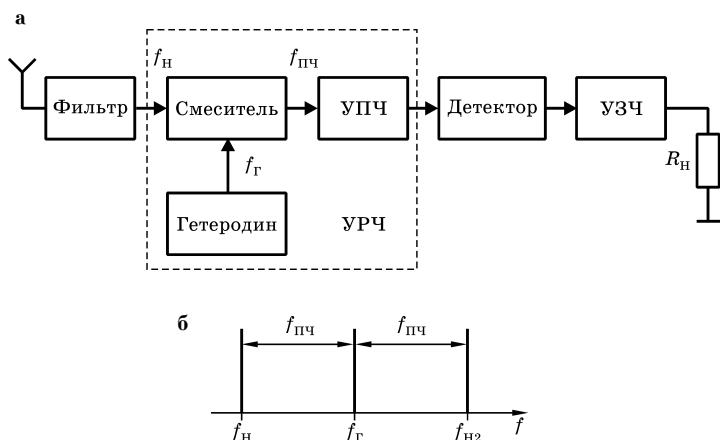 а
fн fпч
Фильтр Смеситель УПЧ Детектор УЗЧ
fг Rн
Гетеродин УРЧ
б
fпч fпч
fн fг fн2 f